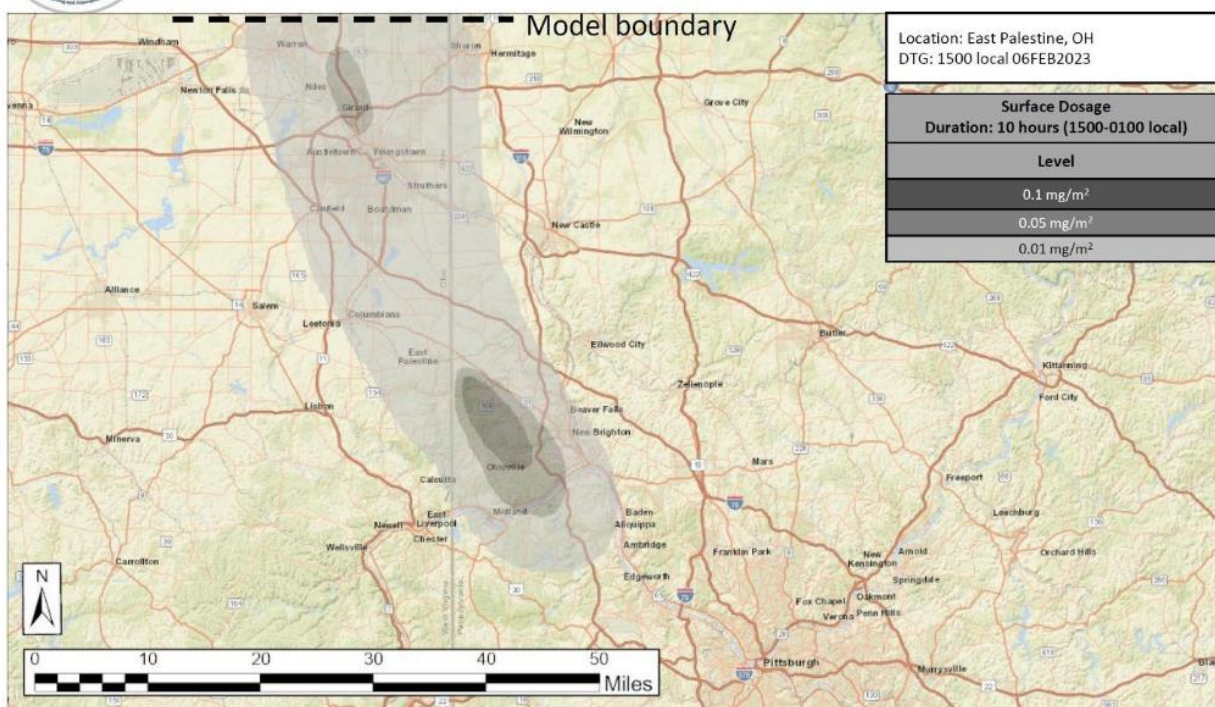 Model boundary
Location: East Palestine, OH
DTG: 1500 local 06FEB2023
Surface Dosage
Duration: 10 hours (1500-0100 local)
Level
0.1 mg/m²
0.05 mg/m²
0.01 mg/m²
Windham
Warren
Sharon
Hermitage
Newton Falls
Niles
Girard
Grove City
New
Wilmington
Austintown
Youngstown
Struthers
Canfield
Boardman
New Castle
Alliance
Salem
Leetonia
Columbiana
East
Palestine
Ellwood City
Butler
Kittanning
Ford City
Zelienople
Lisbon
Minerva
Beaver Falls
New Brighton
Ohioville
Mars
Calcutta
Freeport
Midland
East
Liverpool
Newell
Chester
Baden
Aliquippa
Ambridge
Leechburg
Wellsville
Carrollton
Franklin Park
New
Kensington
Arnold
Orchard Hills
Edgeworth
Springdale
Fox Chapel
Oakmont
Verona
Penn Hills
Pittsburgh
Murrysville
West Virginia
Pennsylvania
N
0 10 20 30 40 50
Miles